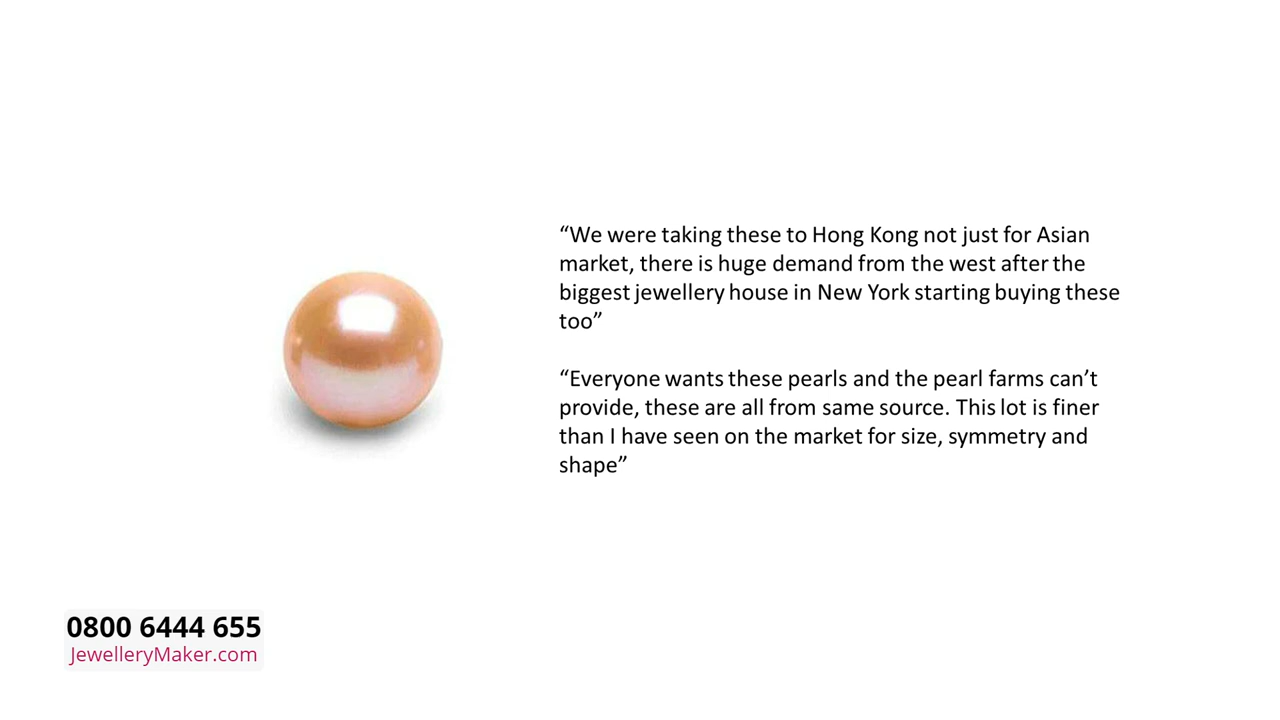 “We were taking these to Hong Kong not just for Asian
market, there is huge demand from the west after the
biggest jewellery house in New York starting buying these
too”
“Everyone wants these pearls and the pearl farms can’t
provide, these are all from same source. This lot is finer
than I have seen on the market for size, symmetry and
shape”
0800 6444 655
JewelleryMaker.com